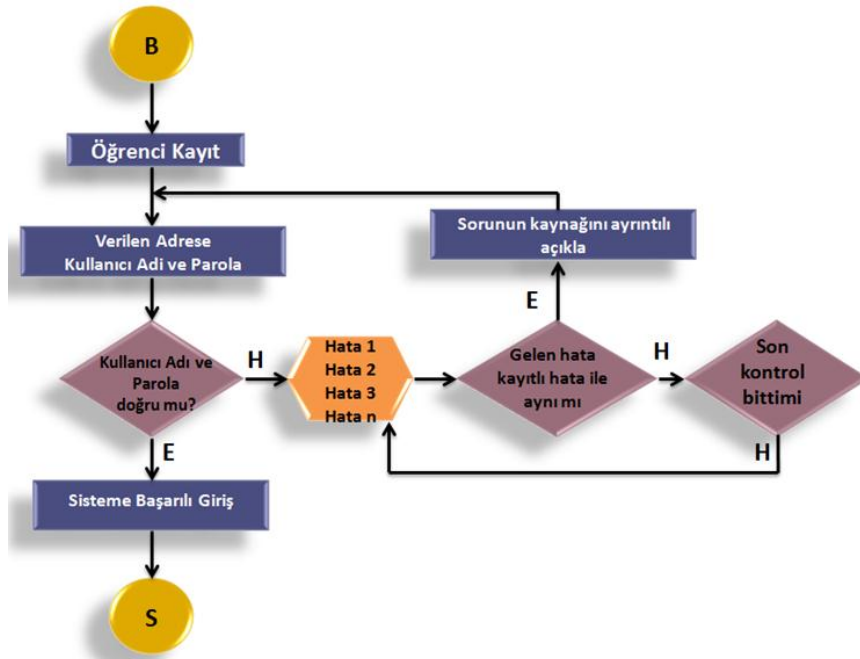 B
Öğrenci Kayıt
Verilen Adrese
Kullanıcı Adi ve Parola
Sorunun kaynağını ayrıntılı
açıkla
E
Kullanıcı Adı ve
Parola
doğru mu?
H
Hata 1
Hata 2
Hata 3
Hata n
Gelen hata
kayıtlı hata ile
aynı mı
H
Son
kontrol
bittimi
H
E
Sisteme Başarılı Giriş
S